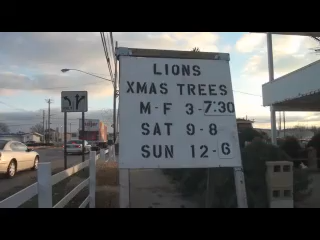 LIONS
XMAS TREES
M-F 3-7:30
SAT 9-8
SUN 12-6